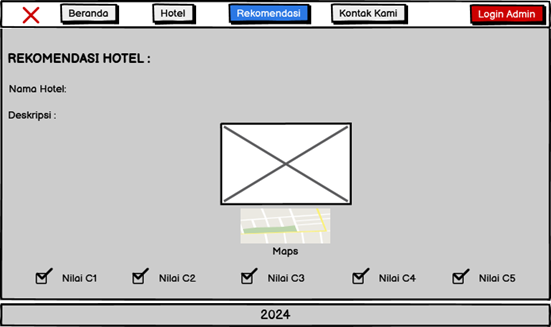 Beranda
Hotel
Rekomendasi
Kontak Kami
Login Admin
REKOMENDASI HOTEL :
Nama Hotel:
Deskripsi :
Maps
Nilai C1
Nilai C2
Nilai C3
Nilai C4
Nilai C5
2024